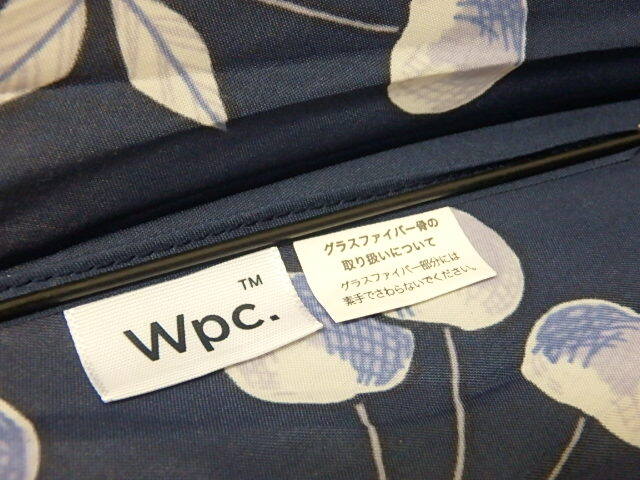 Wpc.™
グラスファイバー骨の
取り扱いについて
グラスファイバー部分には
素手でさわらないでください。